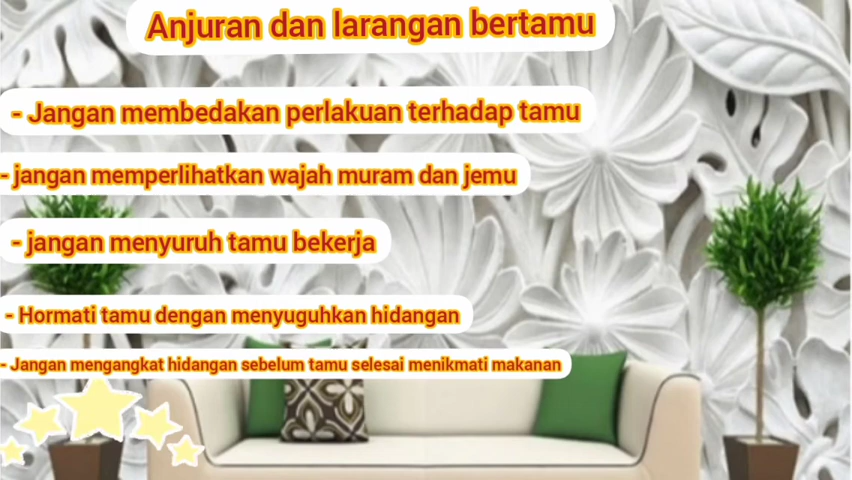 Anjuran dan larangan bertamu
- Jangan membedakan perlakuan terhadap tamu
- jangan memperlihatkan wajah muram dan jemu
- jangan menyuruh tamu bekerja
- Hormati tamu dengan menyuguhkan hidangan
- Jangan mengangkat hidangan sebelum tamu selesai menikmati makanan